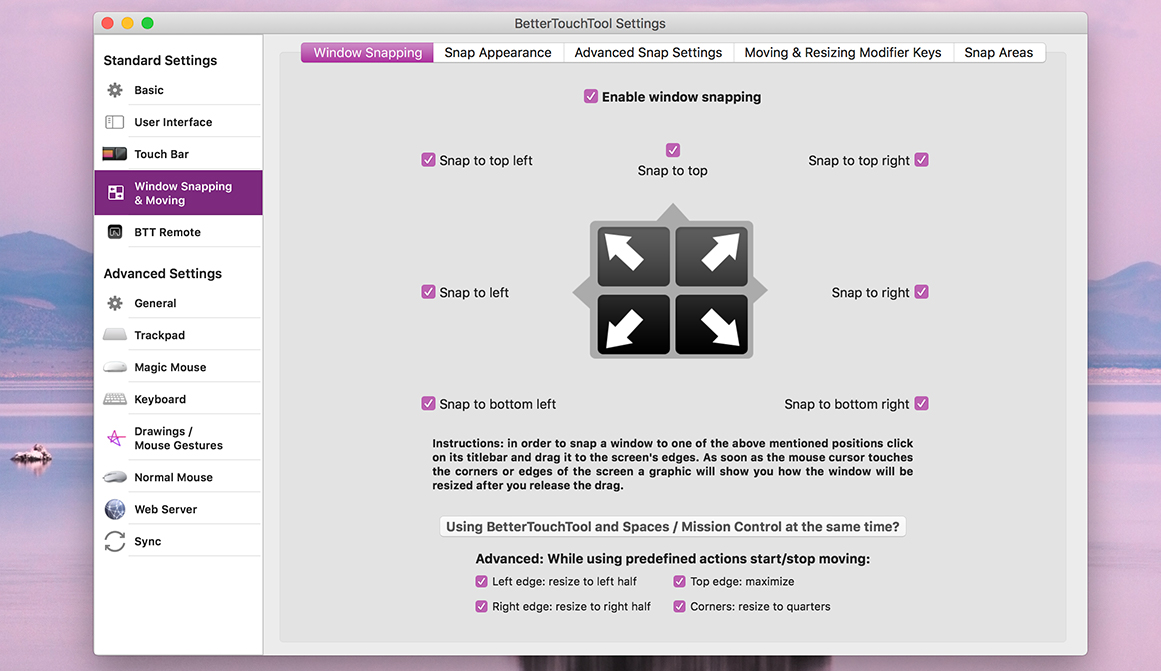 BetterTouchTool Settings
Standard Settings
Basic
User Interface
Touch Bar
Window Snapping
& Moving
BTT Remote
Advanced Settings
General
Trackpad
Magic Mouse
Keyboard
Drawings /
Mouse Gestures
Normal Mouse
Web Server
Sync
Window Snapping
Snap Appearance
Advanced Snap Settings
Moving & Resizing Modifier Keys
Snap Areas
Enable window snapping
Snap to top left
Snap to top
Snap to top right
Snap to left
Snap to right
Snap to bottom left
Snap to bottom right
Instructions: in order to snap a window to one of the above mentioned positions click
on its titlebar and drag it to the screen's edges. As soon as the mouse cursor touches
the corners or edges of the screen a graphic will show you how the window will be
resized after you release the drag.
Using BetterTouchTool and Spaces / Mission Control at the same time?
Advanced: While using predefined actions start/stop moving:
Left edge: resize to left half
Top edge: maximize
Right edge: resize to right half
Corners: resize to quarters